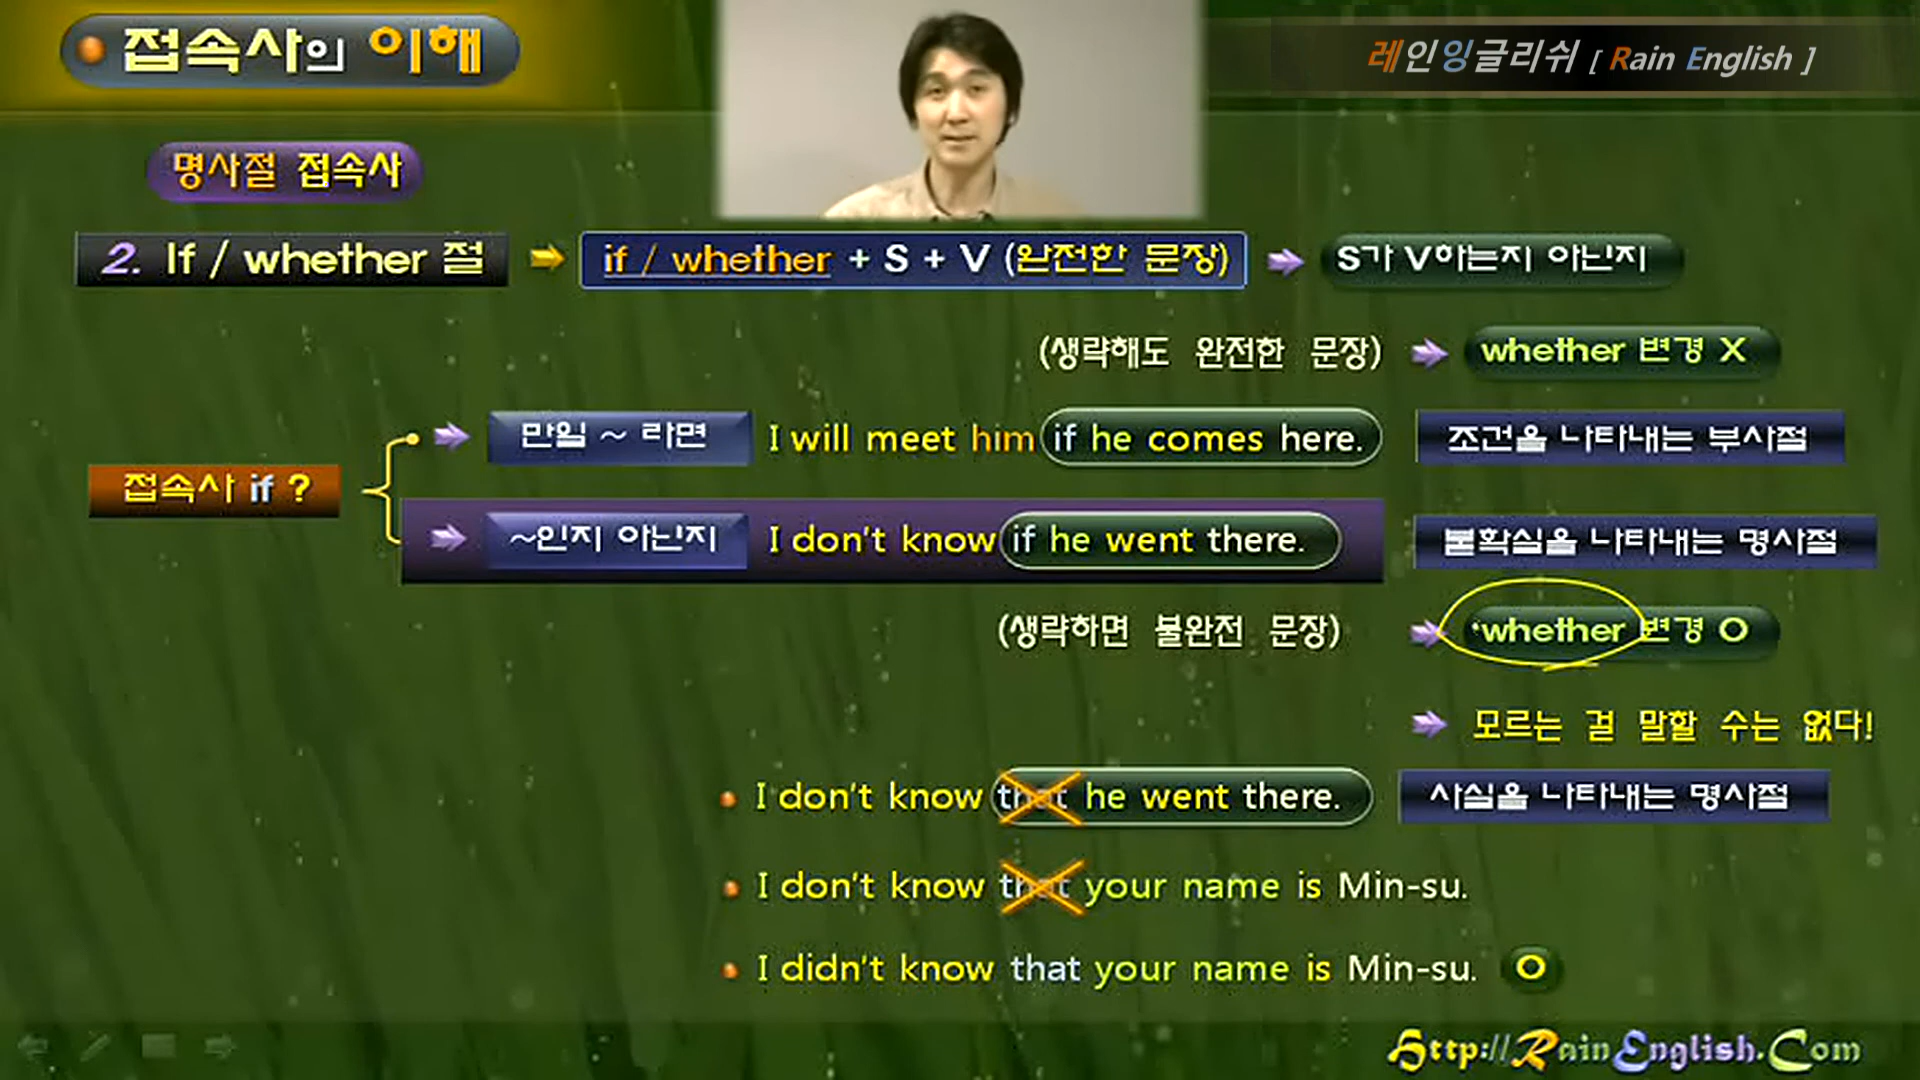 접속사의 이해
레인잉글리쉬 [ Rain English ]
명사절 접속사
2. If / whether 절
if / whether + S + V (완전한 문장)
S가 V하는지 아닌지
(생략해도 완전한 문장)
whether 변경 X
접속사 if ?
만일 ~ 라면
I will meet him if he comes here.
조건을 나타내는 부사절
~인지 아닌지
I don't know if he went there.
불확실을 나타내는 명사절
(생략하면 불완전 문장)
whether 변경 O
모르는 걸 말할 수는 없다!
I don't know that he went there.
사실을 나타내는 명사절
I don't know that your name is Min-su.
I didn't know that your name is Min-su. O
Http://RainEnglish.Com